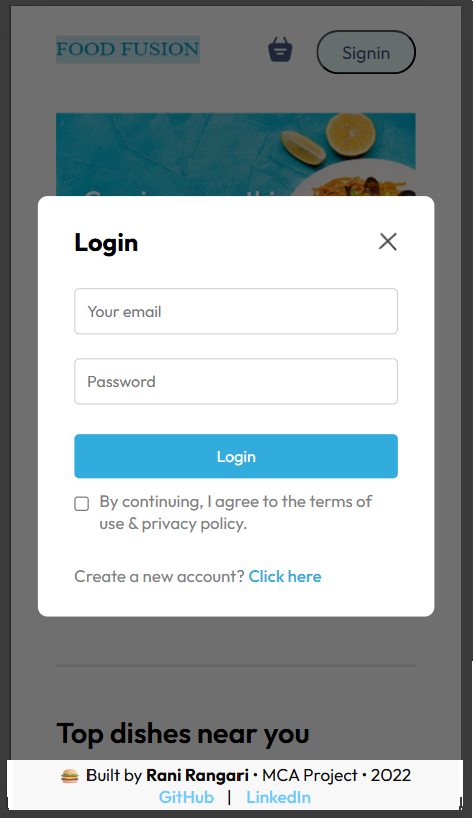 FOOD FUSION
Signin
Login
Your email
Password
Login
By continuing, I agree to the terms of
use & privacy policy.
Create a new account? Click here
Top dishes near you
🍔 Built by Rani Rangari • MCA Project • 2022
GitHub | LinkedIn